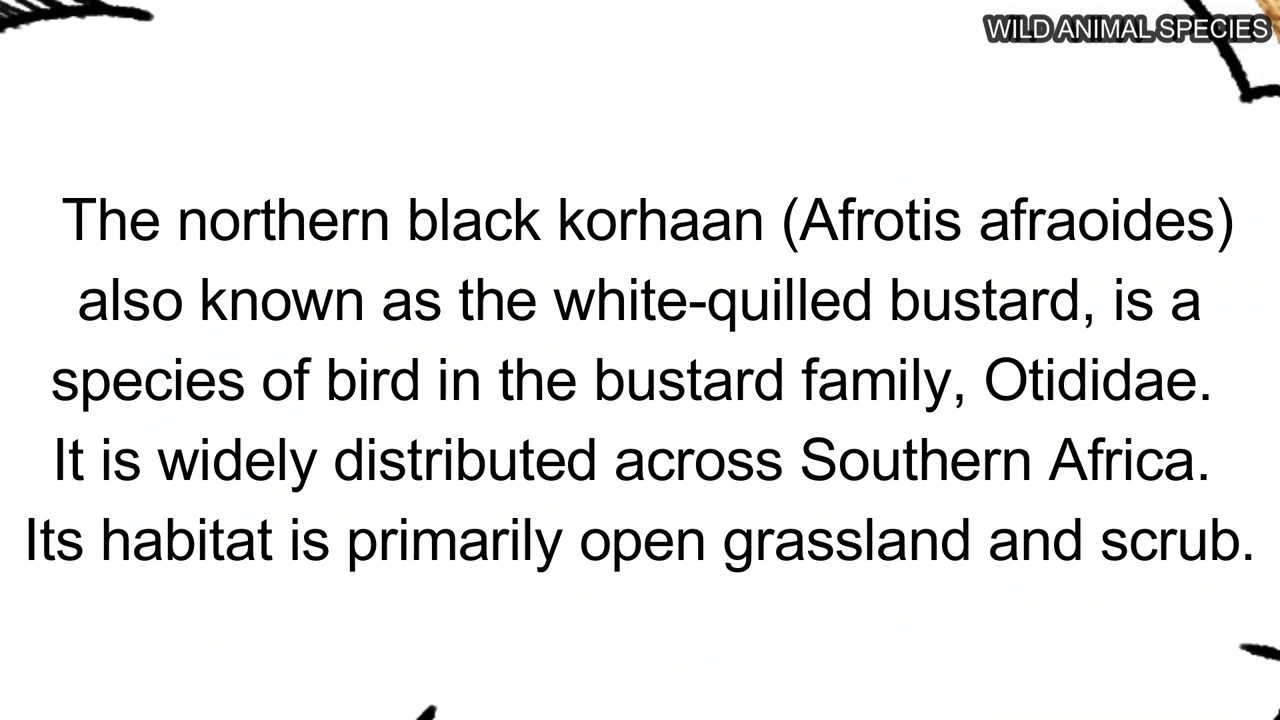 WILD ANIMAL SPECIES
The northern black korhaan (Afrotis afraoides)
also known as the white-quilled bustard, is a
species of bird in the bustard family, Otididae.
It is widely distributed across Southern Africa.
Its habitat is primarily open grassland and scrub.